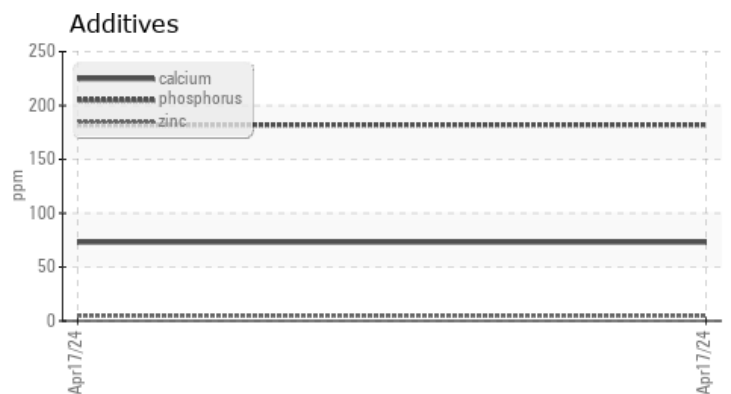 Additives
250
200
150
100
50
0
ppm
calcium
phosphorus
zinc
Apr17/24
Apr17/24